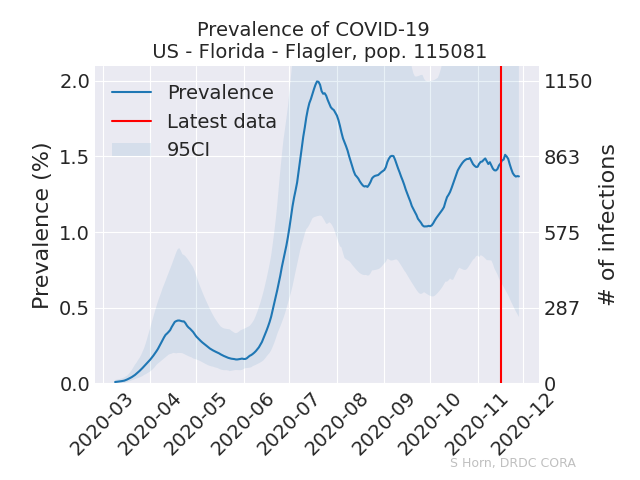 Prevalence of COVID-19
US - Florida - Flagler, pop. 115081
Prevalence
Latest data
95CI
Prevalence (%)
2.0
1.5
1.0
0.5
0.0
1150
863
575
287
0
# of infections
2020-03
2020-04
2020-05
2020-06
2020-07
2020-08
2020-09
2020-10
2020-11
2020-12
S Horn, DRDC CORA